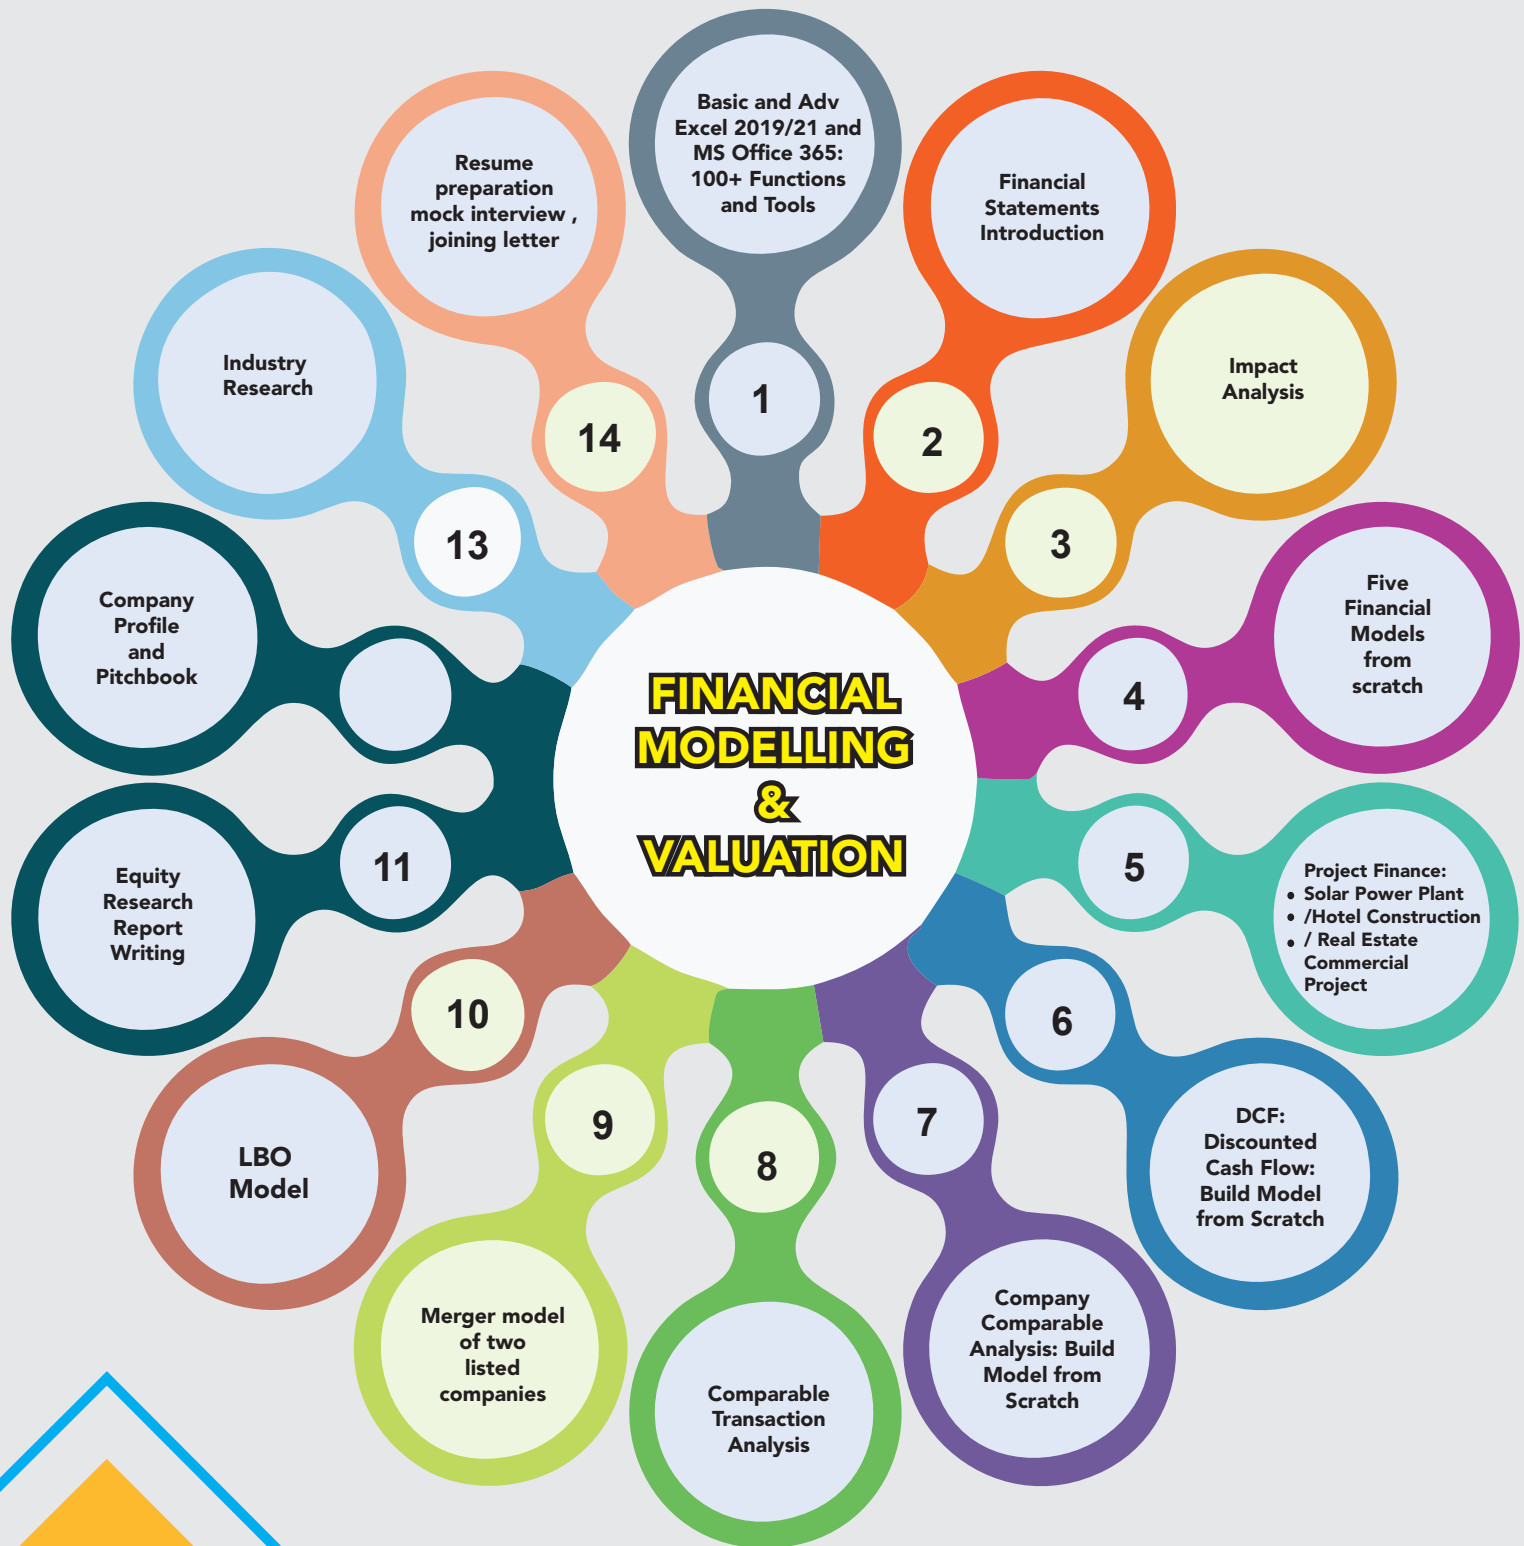 FINANCIAL
MODELLING
&
VALUATION
1
Basic and Adv
Excel 2019/21 and
MS Office 365:
100+ Functions
and Tools
2
Financial
Statements
Introduction
3
Impact
Analysis
4
Five
Financial
Models
from
scratch
5
Project Finance:
• Solar Power Plant
• /Hotel Construction
• / Real Estate
Commercial
Project
6
DCF:
Discounted
Cash Flow:
Build Model
from Scratch
7
Company
Comparable
Analysis: Build
Model from
Scratch
8
Comparable
Transaction
Analysis
9
Merger model
of two
listed
companies
10
LBO
Model
11
Equity
Research
Report
Writing
Company
Profile
and
Pitchbook
13
Industry
Research
14
Resume
preparation
mock interview ,
joining letter